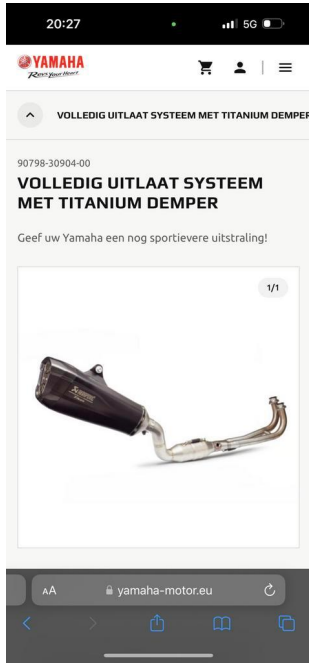 20:27
5G
YAMAHA
Revs Your Heart
VOLLEDIG UITLAAT SYSTEEM MET TITANIUM DEMPER
90798-30904-00
VOLLEDIG UITLAAT SYSTEEM
MET TITANIUM DEMPER
Geef uw Yamaha een nog sportievere uitstraling!
1/1
AKRAPOVIČ
AA
yamaha-motor.eu